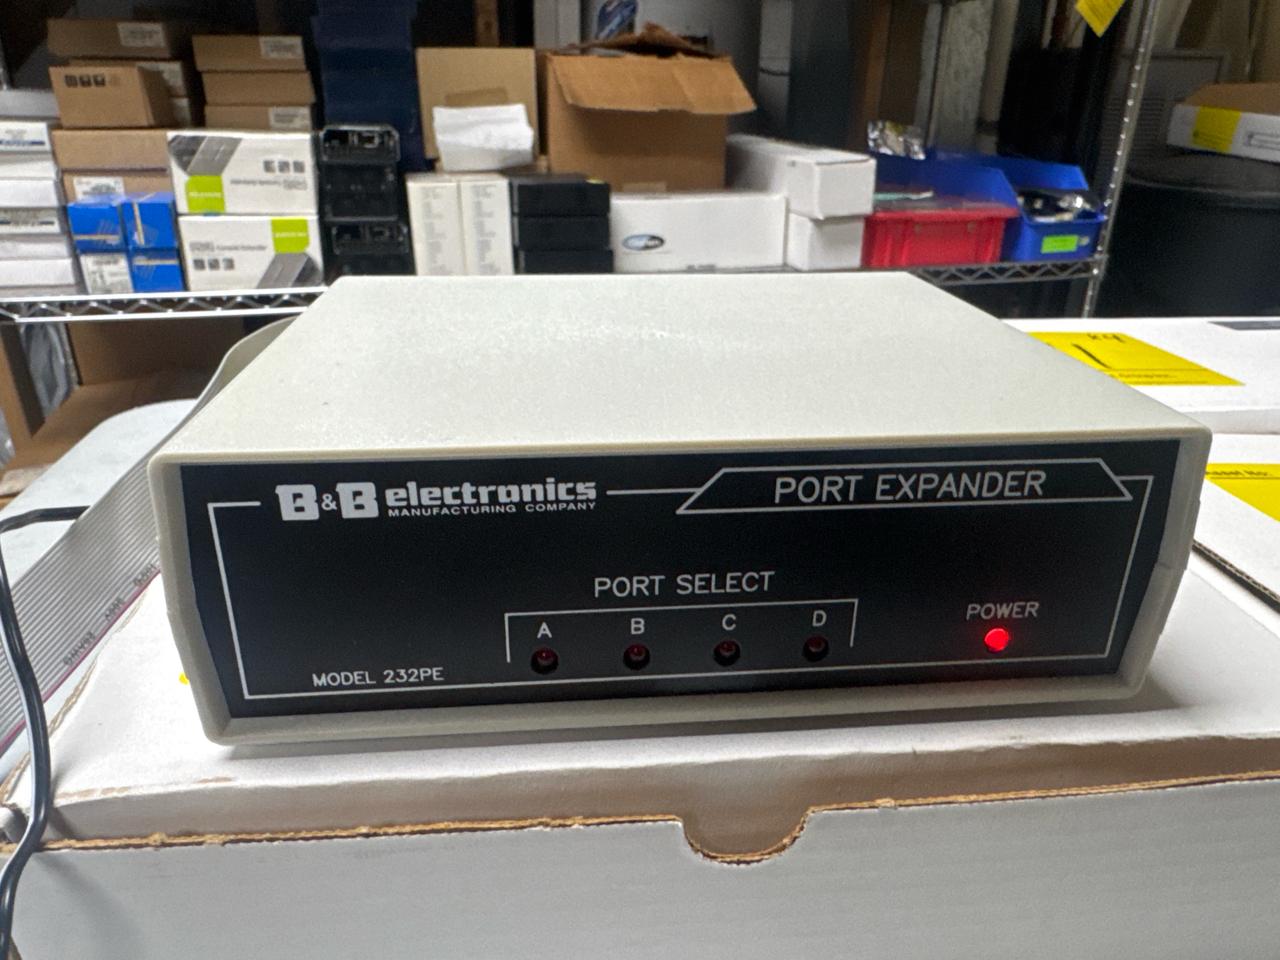 B&B electronics
MANUFACTURING COMPANY
PORT EXPANDER
PORT SELECT
A B C D
POWER
MODEL 232PE